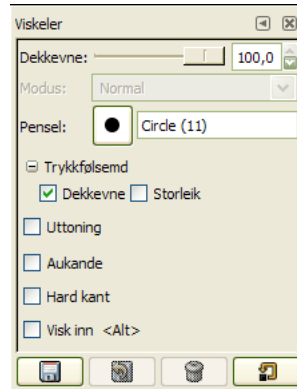 Viskeler
Dekkevne: 100,0
Modus: Normal
Pensel: Circle (11)
Trykkfølsemd
Dekkevne Storleik
Uttoning
Aukande
Hard kant
Visk inn <Alt>